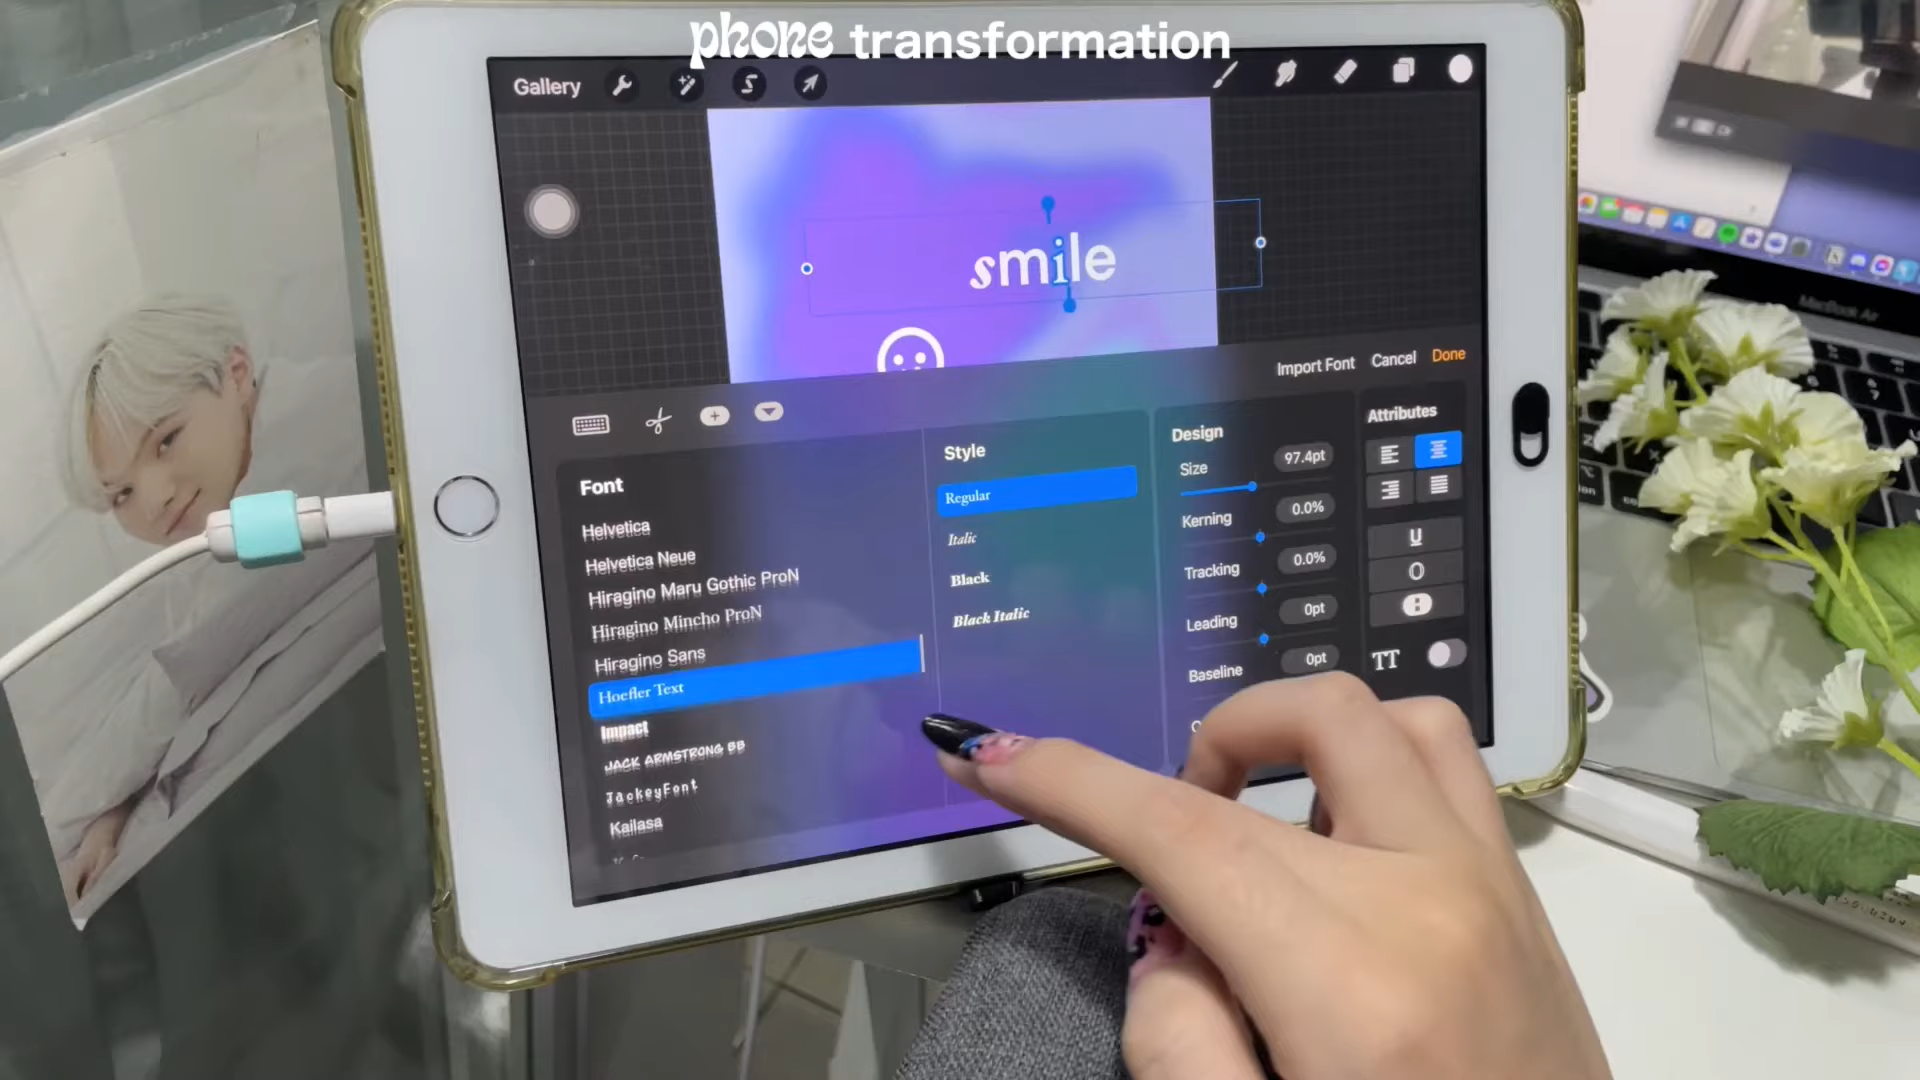 phone transformation
Gallery
smile
Import Font Cancel Done
Font
Helvetica
Helvetica Neue
Hiragino Maru Gothic ProN
Hiragino Mincho ProN
Hiragino Sans
Hoefler Text
Impact
JACK ARMSTRONG BB
JackeyFont
Kailasa
Style
Regular
Italic
Black
Black Italic
Design
Size 97.4pt
Kerning 0.0%
Tracking 0.0%
Leading 0pt
Baseline 0pt
Attributes
U
O
TT
MacBook Air